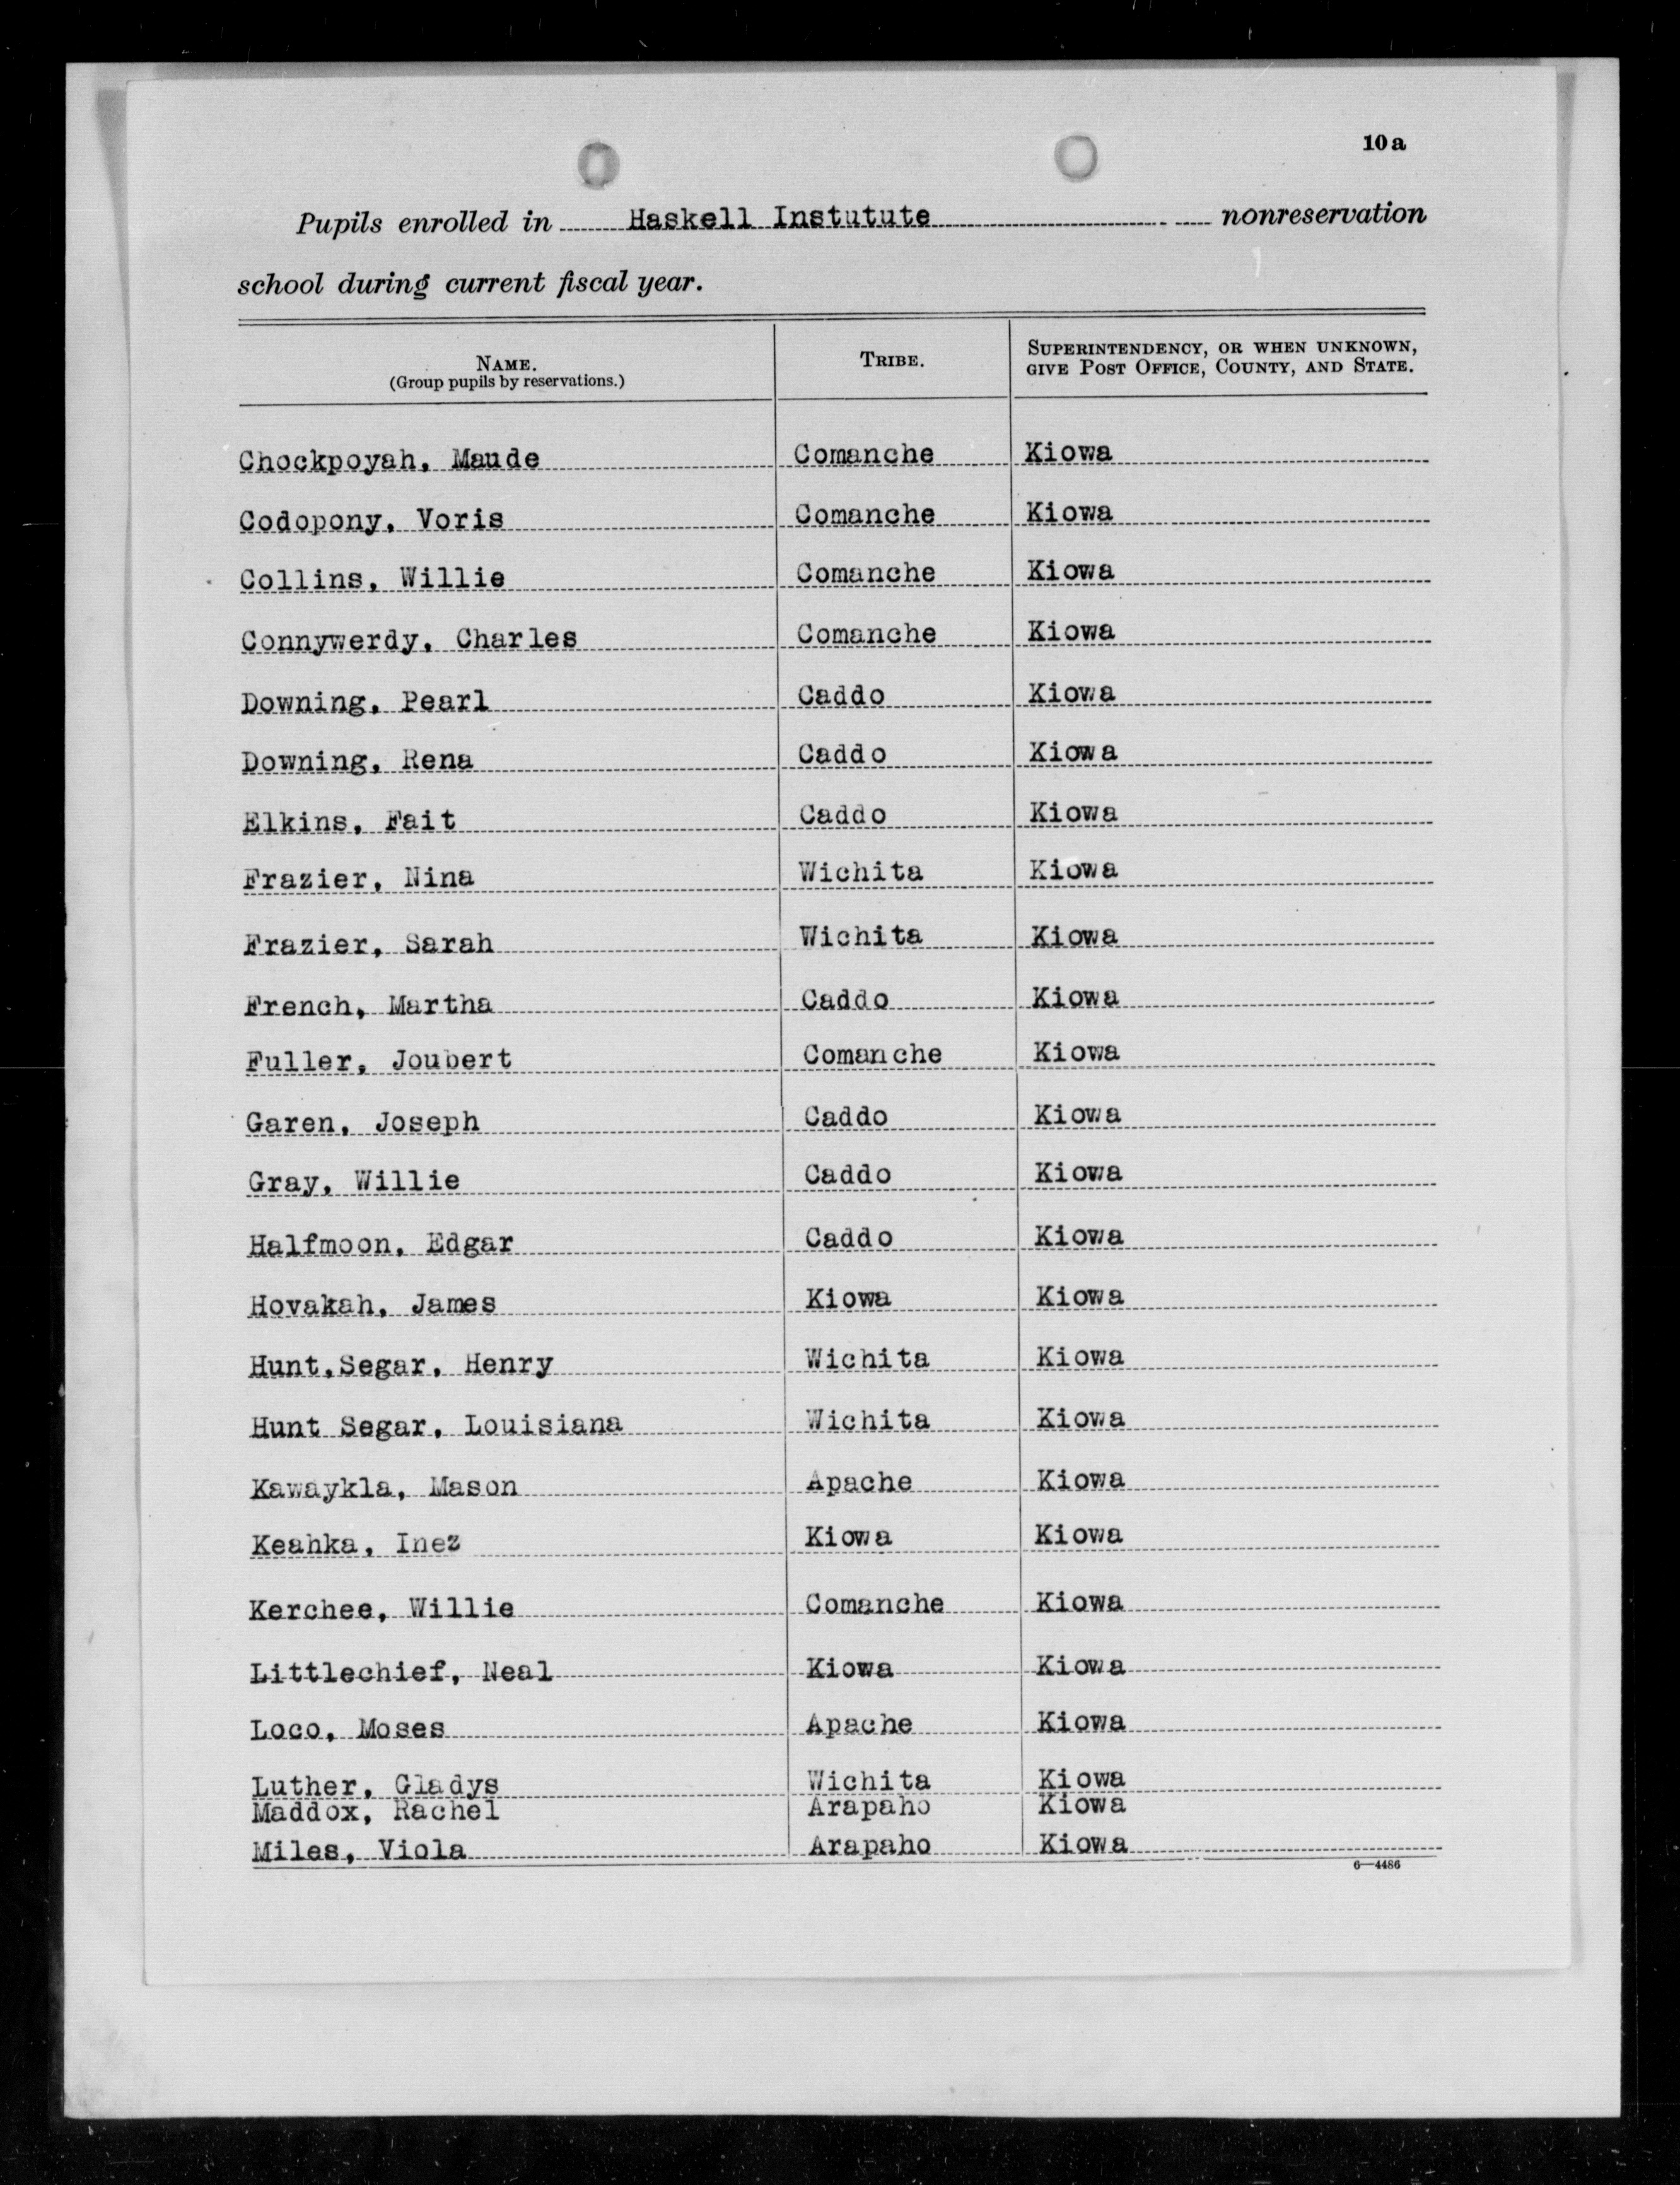 10a
Pupils enrolled in Haskell Instutute nonreservation
school during current fiscal year.
NAME.
(Group pupils by reservations.)
TRIBE.
SUPERINTENDENCY, OR WHEN UNKNOWN,
GIVE POST OFFICE, COUNTY, AND STATE.
Chockpoyah, Maude Comanche Kiowa
Codopony, Voris Comanche Kiowa
Collins, Willie Comanche Kiowa
Connywerdy, Charles Comanche Kiowa
Downing, Pearl Caddo Kiowa
Downing, Rena Caddo Kiowa
Elkins, Fait Caddo Kiowa
Frazier, Nina Wichita Kiowa
Frazier, Sarah Wichita Kiowa
French, Martha Caddo Kiowa
Fuller, Joubert Comanche Kiowa
Garen, Joseph Caddo Kiowa
Gray, Willie Caddo Kiowa
Halfmoon, Edgar Caddo Kiowa
Hovakah, James Kiowa Kiowa
Hunt,Segar, Henry Wichita Kiowa
Hunt Segar, Louisiana Wichita Kiowa
Kawaykla, Mason Apache Kiowa
Keahka, Inez Kiowa Kiowa
Kerchee, Willie Comanche Kiowa
Littlechief, Neal Kiowa Kiowa
Loco, Moses Apache Kiowa
Luther, Gladys Wichita Kiowa
Maddox, Rachel Arapaho Kiowa
Miles, Viola Arapaho Kiowa
6—4486